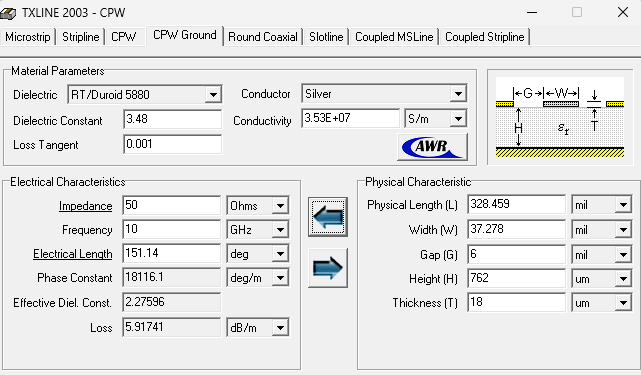 TXLINE 2003 - CPW
Microstrip Stripline CPW CPW Ground Round Coaxial Slotline Coupled MSLine Coupled Stripline
Material Parameters
Dielectric RT/Duroid 5880 Conductor Silver
Dielectric Constant 3.48 Conductivity 3.53E+07 S/m
Loss Tangent 0.001 AWR
G W
H εr T
Electrical Characteristics Physical Characteristic
Impedance 50 Ohms Physical Length (L) 328.459 mil
Frequency 10 GHz Width (W) 37.278 mil
Electrical Length 151.14 deg Gap (G) 6 mil
Phase Constant 18116.1 deg/m Height (H) 762 um
Effective Diel. Const. 2.27596 Thickness (T) 18 um
Loss 5.91741 dB/m